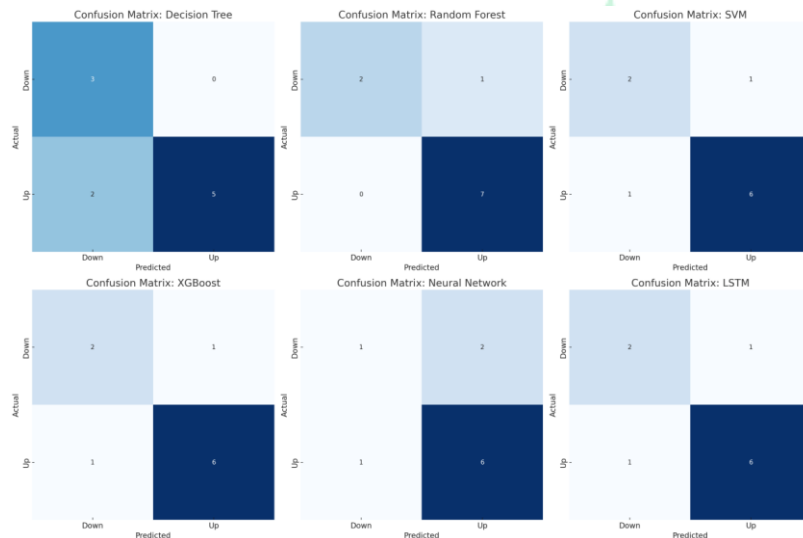 Confusion Matrix: Decision Tree
Actual
Down
3
0
Up
2
5
Down
Up
Predicted
Confusion Matrix: Random Forest
Actual
Down
2
1
Up
0
7
Down
Up
Predicted
Confusion Matrix: SVM
Actual
Down
2
1
Up
1
6
Down
Up
Predicted
Confusion Matrix: XGBoost
Actual
Down
2
1
Up
1
6
Down
Up
Predicted
Confusion Matrix: Neural Network
Actual
Down
1
2
Up
1
6
Down
Up
Predicted
Confusion Matrix: LSTM
Actual
Down
2
1
Up
1
6
Down
Up
Predicted